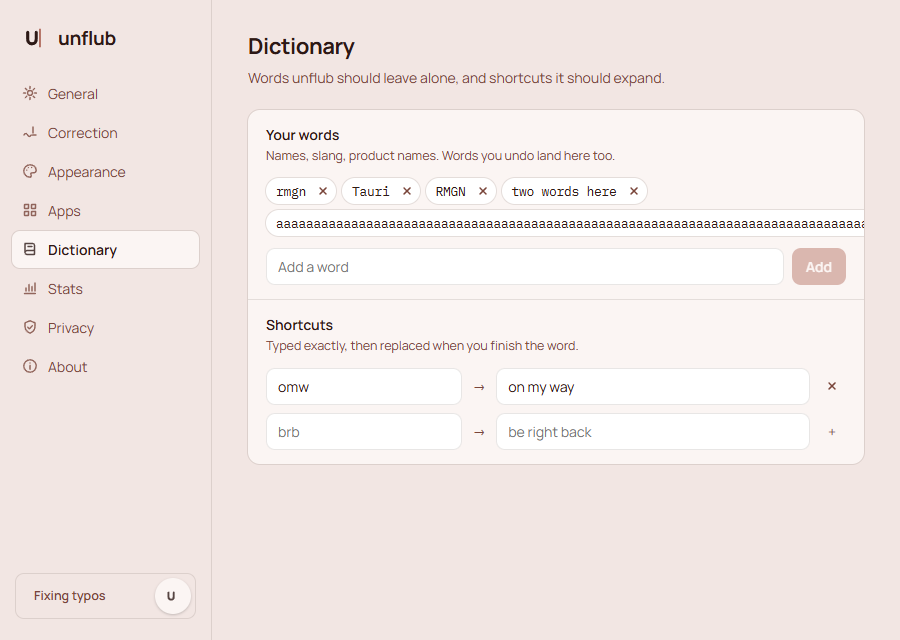 U unflub
General
Correction
Appearance
Apps
Dictionary
Stats
Privacy
About
Fixing typos U
Dictionary
Words unflub should leave alone, and shortcuts it should expand.
Your words
Names, slang, product names. Words you undo land here too.
rmgn × Tauri × RMGN × two words here ×
aaaaaaaaaaaaaaaaaaaaaaaaaaaaaaaaaaaaaaaaaaaaaaaaaaaaaaaaaaaaaaaaaaaaaaaaaaaaaaa
Add a word Add
Shortcuts
Typed exactly, then replaced when you finish the word.
omw → on my way ×
brb → be right back +